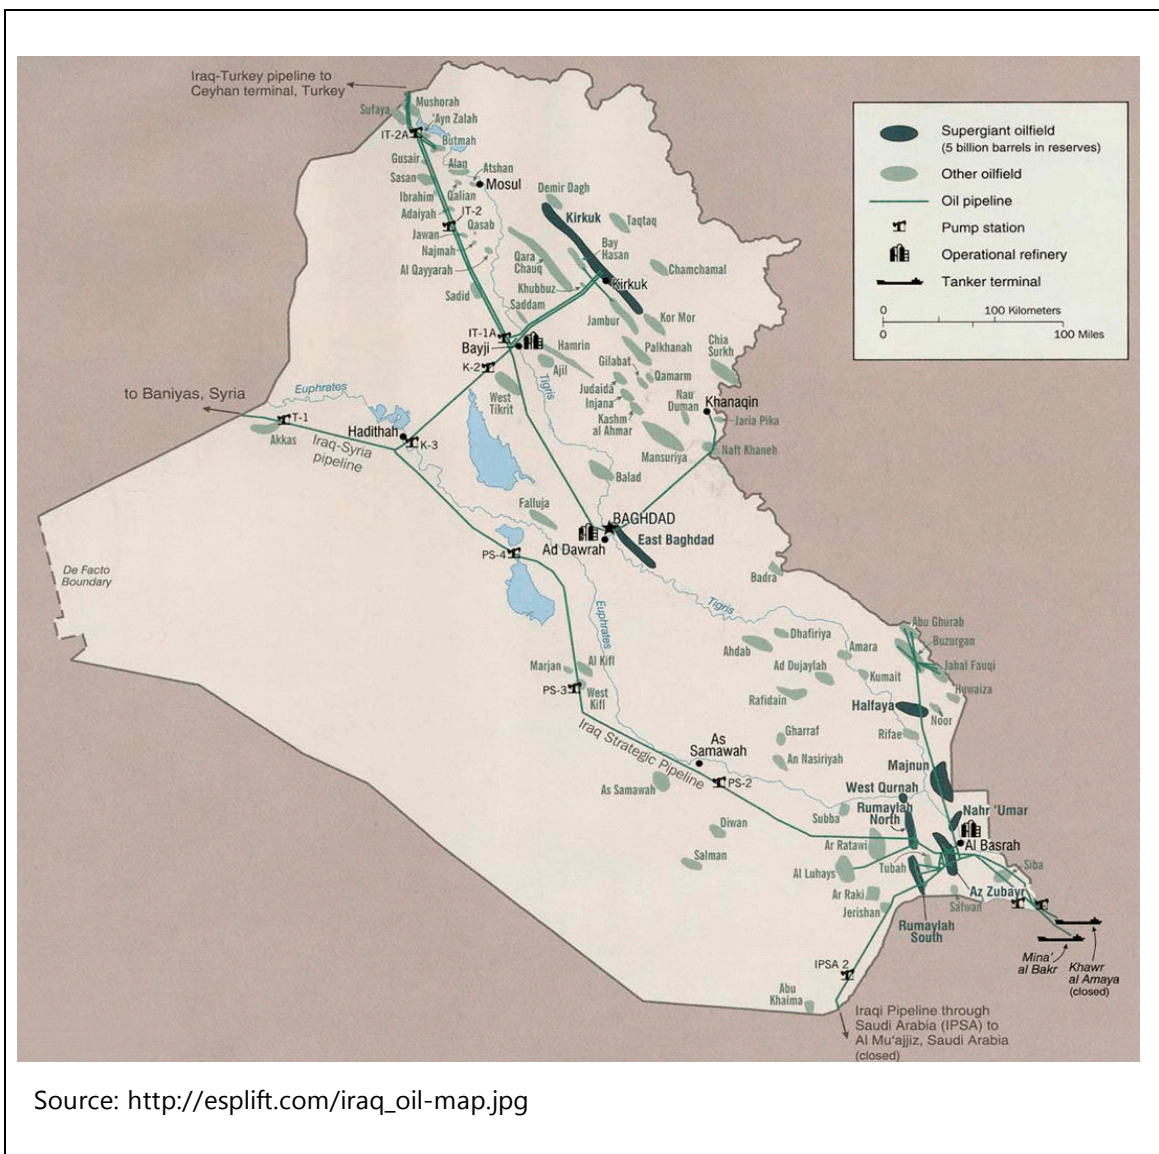 Iraq-Turkey pipeline to
Ceyhan terminal, Turkey
Mushorah
Sufaya
'Ayn Zalah
IT-2A
Butmah
Gusair
Alan
Atshan
Sasan
Mosul
Ibrahim
Qalian
Adaiyah
IT-2
Jawan
Qasab
Najmah
Al Qayyarah
Sadid
Demir Dagh
Kirkuk
Taqtaq
Bay
Hasan
Qara
Chauq
Chamchamal
Khubbuz
Kirkuk
Saddam
Jambur
Kor Mor
IT-1A
Bayji
Hamrin
Palkhanah
Chia
Surkh
K-2
Ajil
Gilabat
Qamarm
Judaida
West
Tikrit
Tigris
Injana
Nau
Duman
Khanaqin
Kashm
al Ahmar
Jaria Pika
Mansuriya
Naft Khaneh
to Baniyas, Syria
Euphrates
T-1
Akkas
Iraq-Syria
pipeline
Hadithah
K-3
Balad
Falluja
BAGHDAD
Ad Dawrah
East Baghdad
PS-4
De Facto
Boundary
Badra
Euphrates
Tigris
Abu Ghurab
Buzurgan
Dhafiriya
Ahdab
Amara
Jabal Fauqi
Marjan
Al Kifl
Ad Dujaylah
Kumait
Huwaiza
PS-3
West
Kifl
Rafidain
Halfaya
Noor
Iraq Strategic Pipeline
As
Samawah
Gharraf
Rifae
An Nasiriyah
Majnun
PS-2
As Samawah
West Qurnah
Rumaylah
North
Nahr 'Umar
Subba
Diwan
Ar Ratawi
Al Basrah
Salman
Al Luhays
Tubah
Siba
Ar Raki
Az Zubayr
Jerishan
Safwan
Rumaylah
South
IPSA 2
Mina'
al Bakr
Khawr
al Amaya
(closed)
Abu
Khaima
Iraqi Pipeline through
Saudi Arabia (IPSA) to
Al Mu'ajjiz, Saudi Arabia
(closed)
Supergiant oilfield
(5 billion barrels in reserves)
Other oilfield
Oil pipeline
Pump station
Operational refinery
Tanker terminal
0 100 Kilometers
0 100 Miles
Source: http://esplift.com/iraq_oil-map.jpg